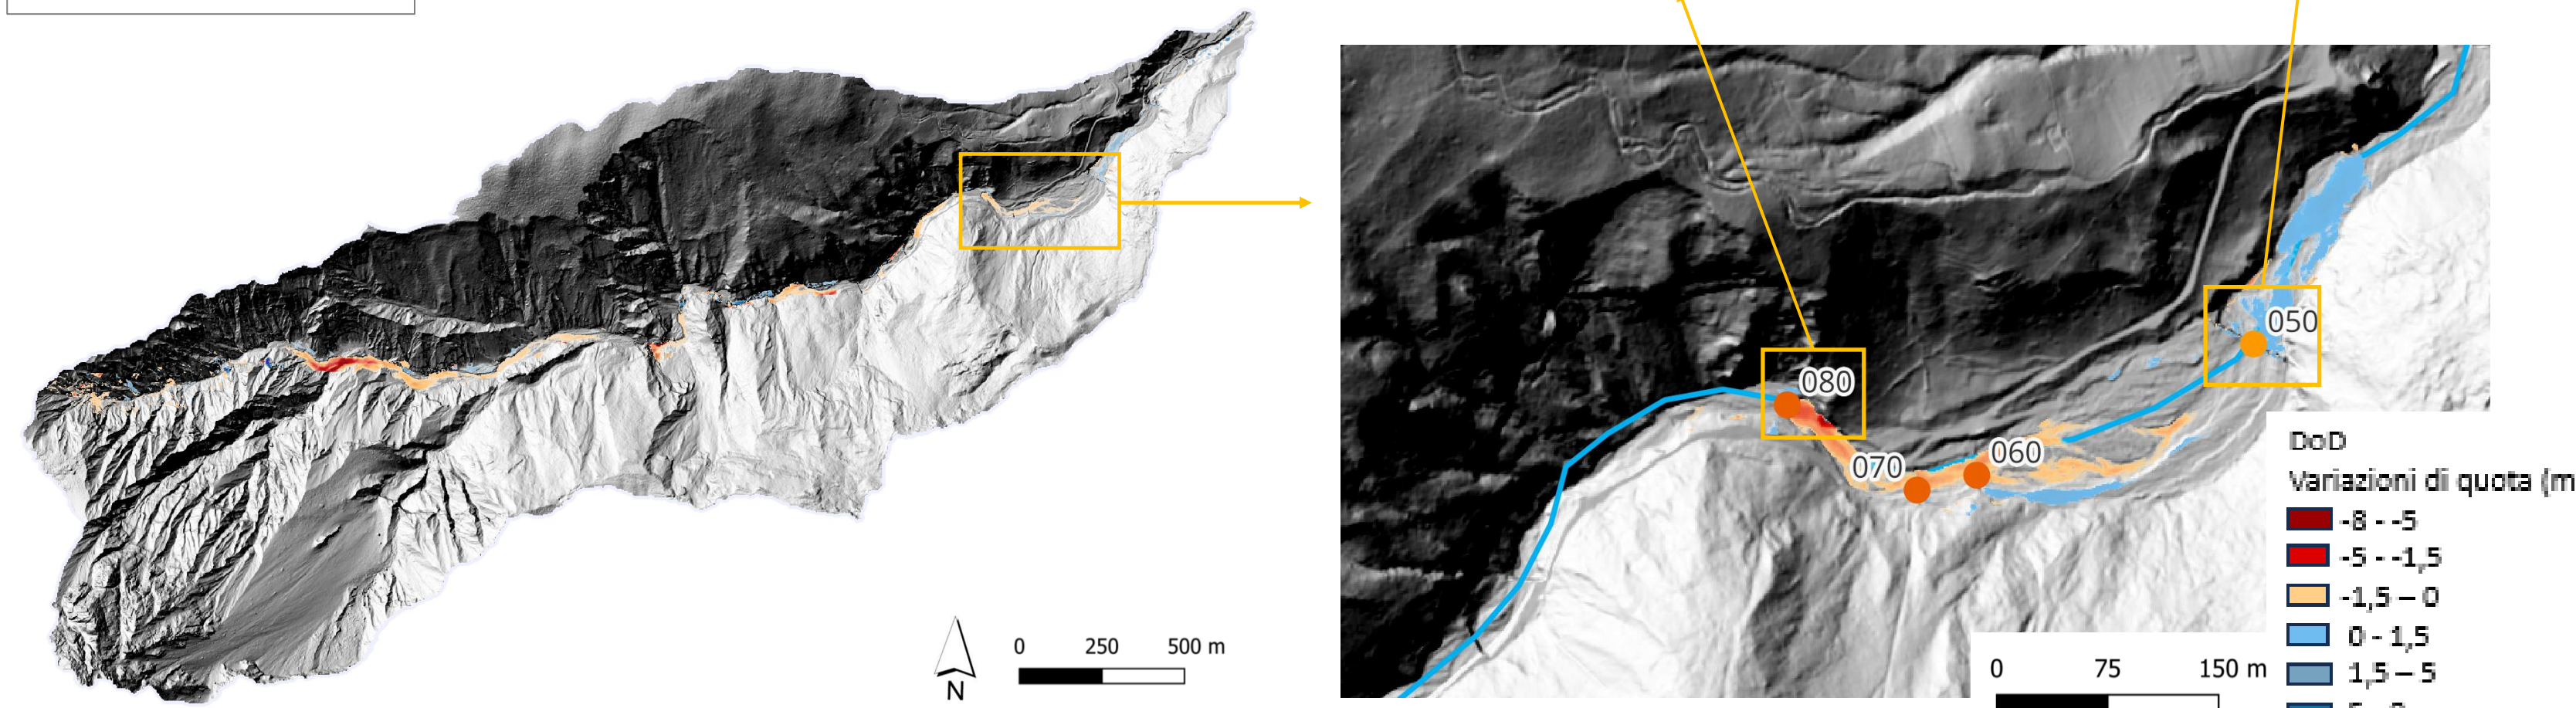 0 250 500 m
N
050
080
060
070
DoD
Variazioni di quota (m
-8 - -5
-5 - -1,5
-1,5 – 0
0 - 1,5
1,5 – 5
0 75 150 m